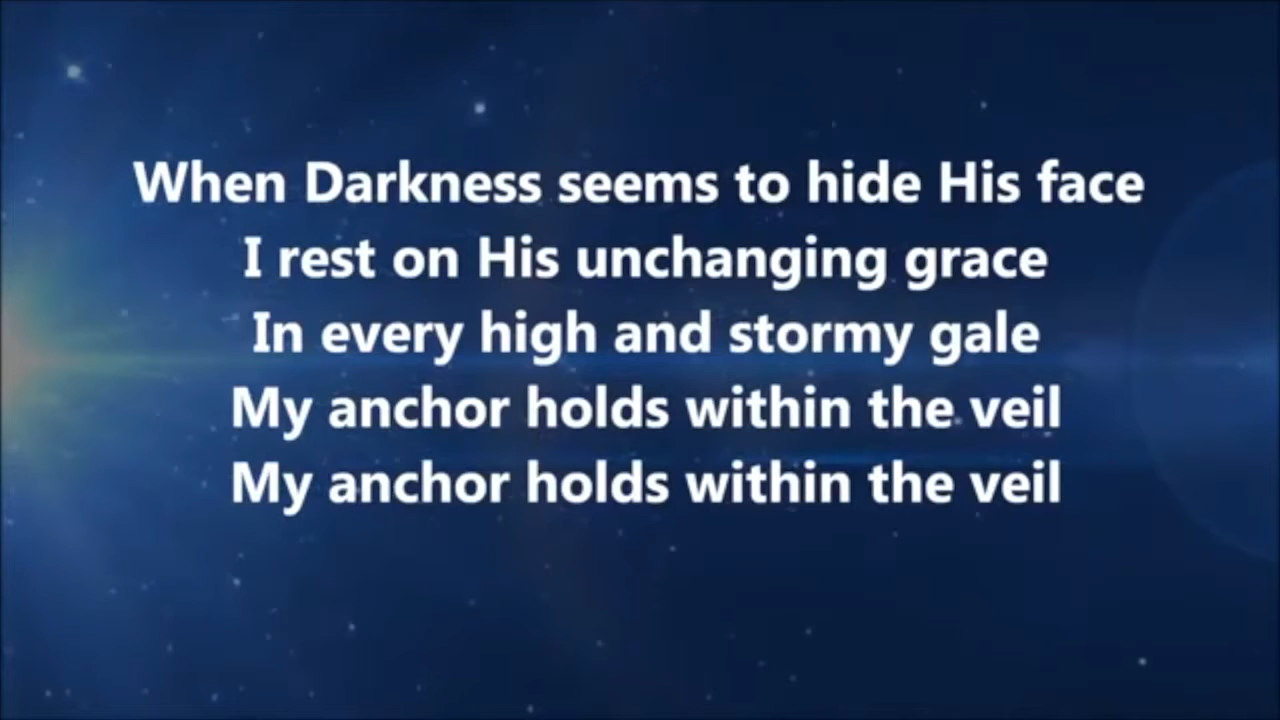 When Darkness seems to hide His face
I rest on His unchanging grace
In every high and stormy gale
My anchor holds within the veil
My anchor holds within the veil